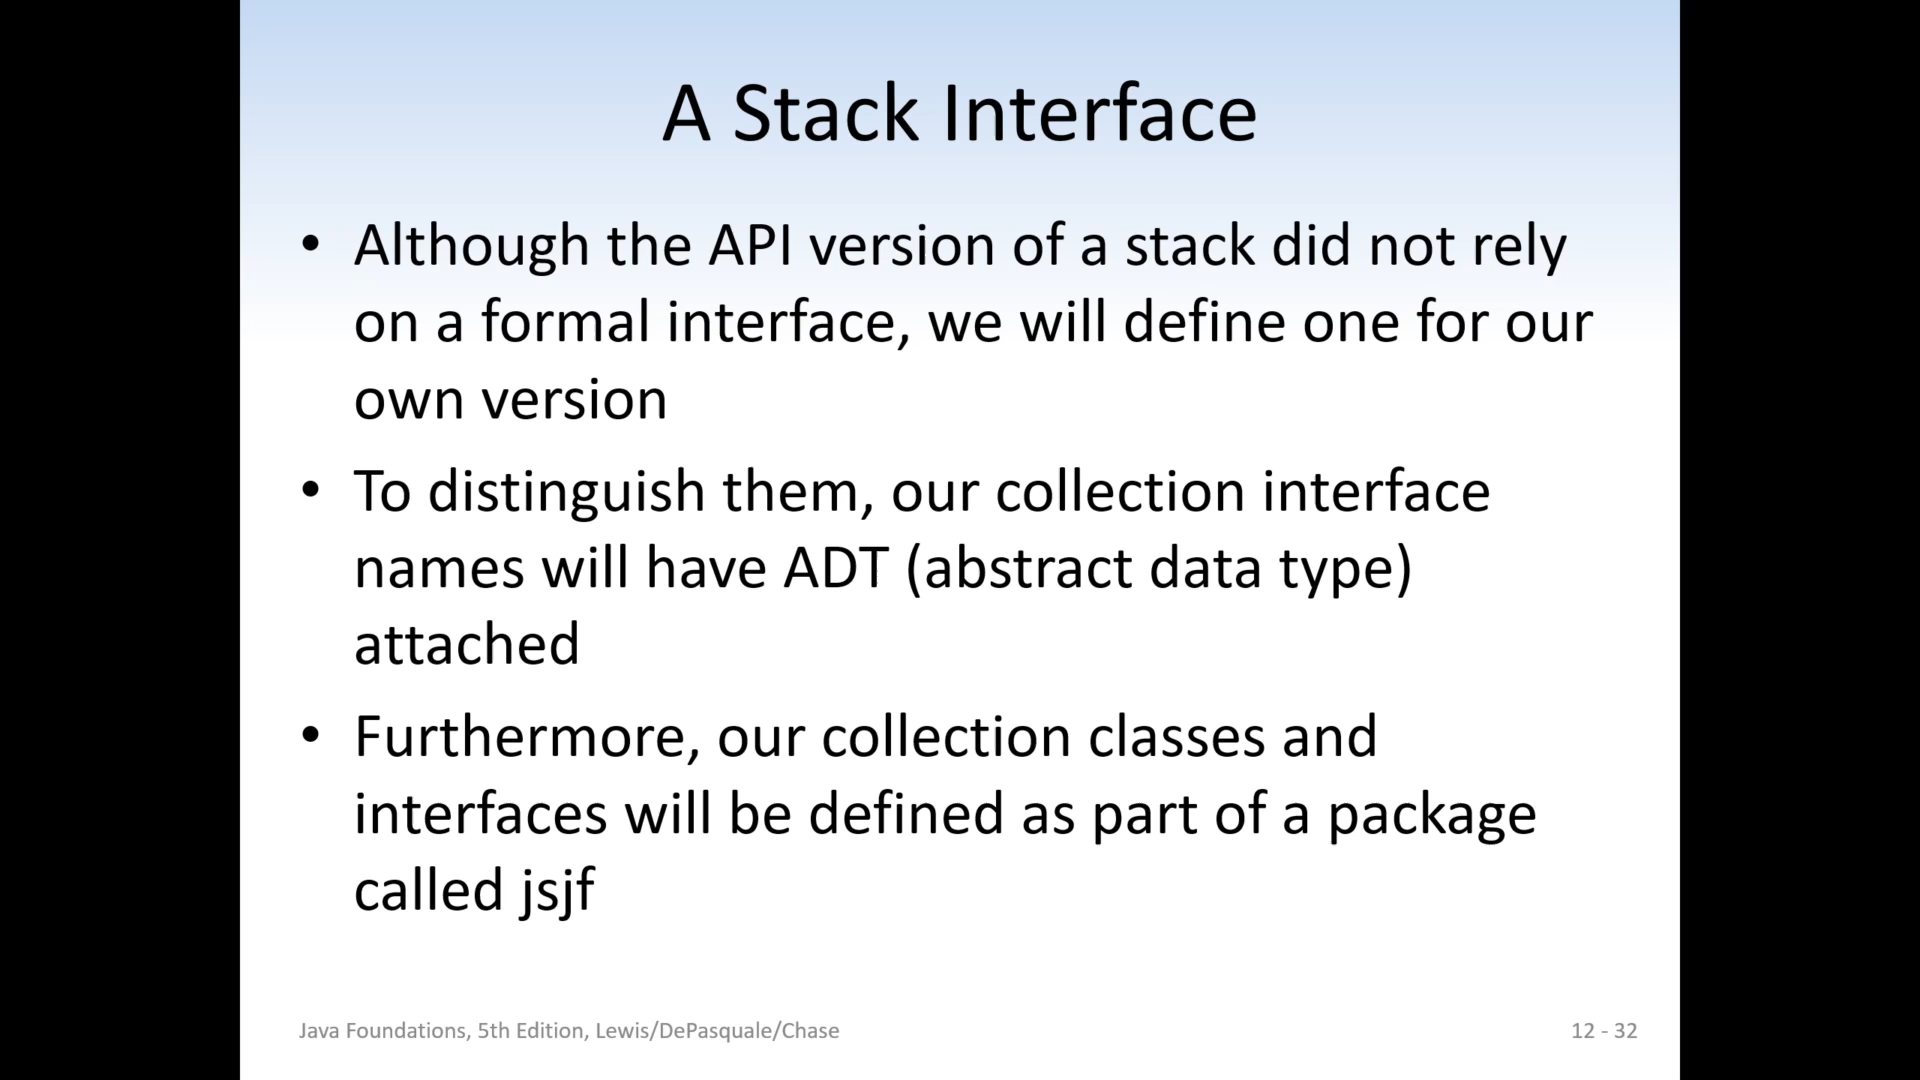 A Stack Interface
• Although the API version of a stack did not rely
on a formal interface, we will define one for our
own version
• To distinguish them, our collection interface
names will have ADT (abstract data type)
attached
• Furthermore, our collection classes and
interfaces will be defined as part of a package
called jsjf
Java Foundations, 5th Edition, Lewis/DePasquale/Chase
12 - 32